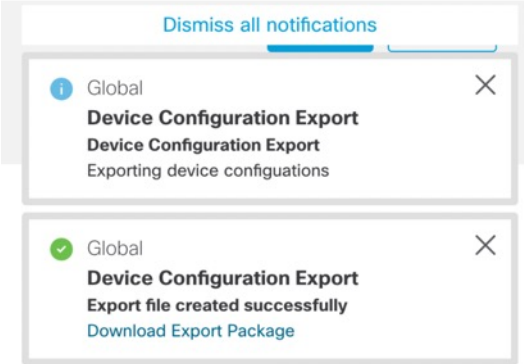 Dismiss all notifications
Global
Device Configuration Export
Device Configuration Export
Exporting device configuations
Global
Device Configuration Export
Export file created successfully
Download Export Package